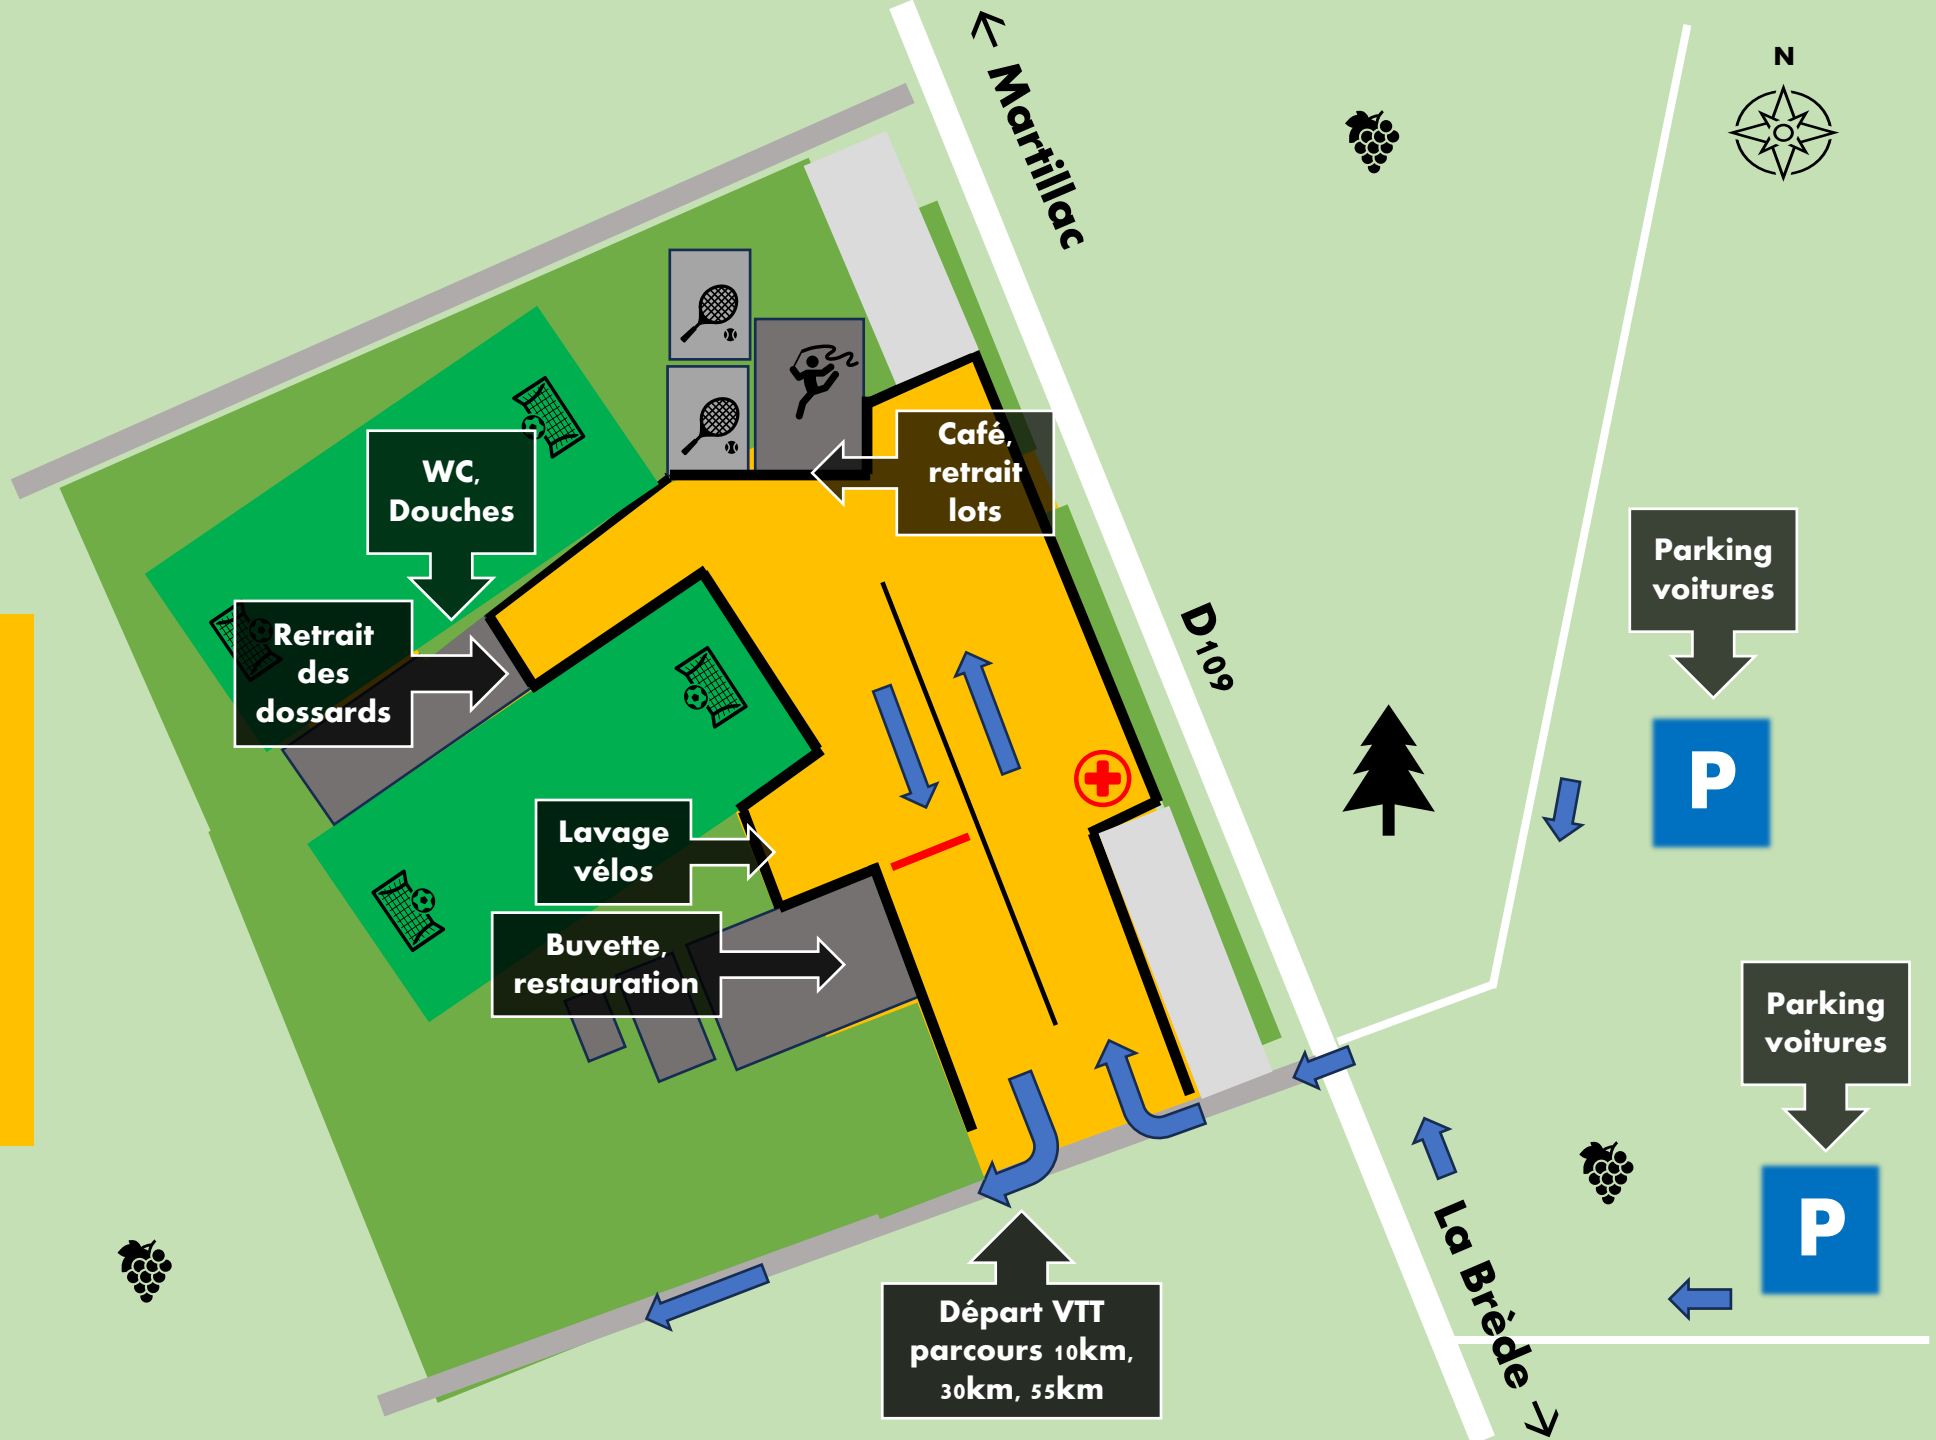 ← Martillac
N
WC,
Douches
Café,
retrait
lots
Parking
voitures
P
Retrait
des
dossards
D109
Lavage
vélos
Buvette,
restauration
Parking
voitures
P
Départ VTT
parcours 10km,
30km, 55km
La Brède →